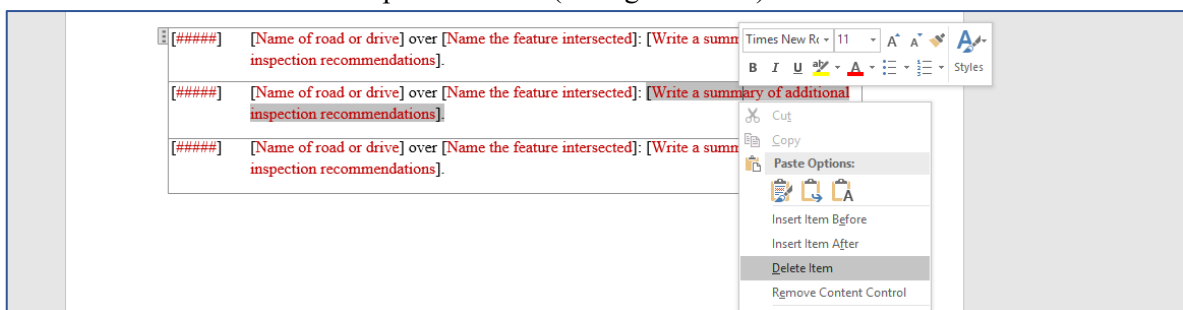 [#####] [Name of road or drive] over [Name the feature intersected]: [Write a summ
inspection recommendations].
[#####] [Name of road or drive] over [Name the feature intersected]: [Write a summary of additional
inspection recommendations].
[#####] [Name of road or drive] over [Name the feature intersected]: [Write a summ
inspection recommendations].
Times New Ro 11 A A A
B I U aby A Styles
Cut
Copy
Paste Options:
A
Insert Item Before
Insert Item After
Delete Item
Remove Content Control